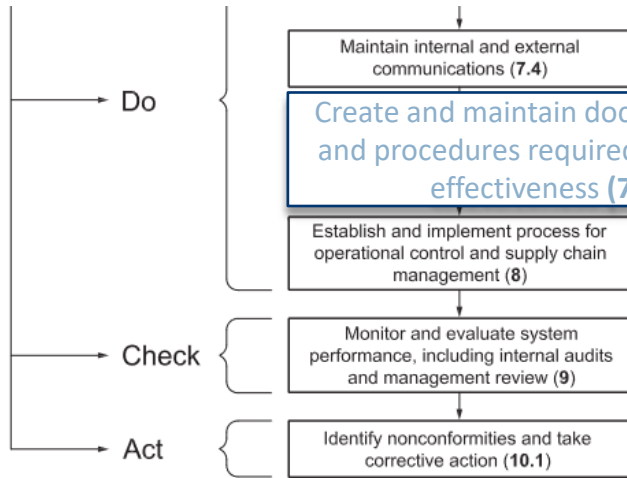 Maintain internal and external
communications (7.4)
Do
Create and maintain
and procedures
effectiveness (7
Establish and implement process for
operational control and supply chain
management (8)
Check
Monitor and evaluate system
performance, including internal audits
and management review (9)
Act
Identify nonconformities and take
corrective action (10.1)